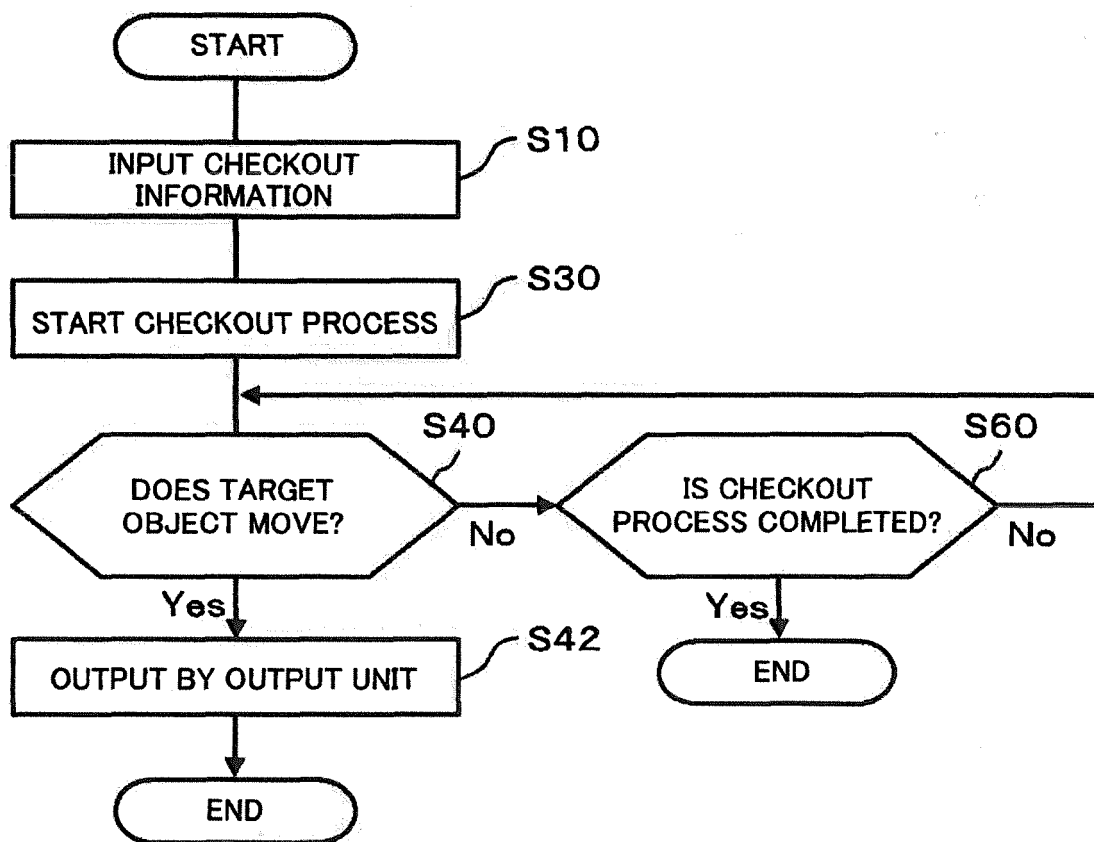 START
S10
INPUT CHECKOUT
INFORMATION
S30
START CHECKOUT PROCESS
S40
DOES TARGET
OBJECT MOVE?
No
Yes
S60
IS CHECKOUT
PROCESS COMPLETED?
No
Yes
S42
OUTPUT BY OUTPUT UNIT
END
END